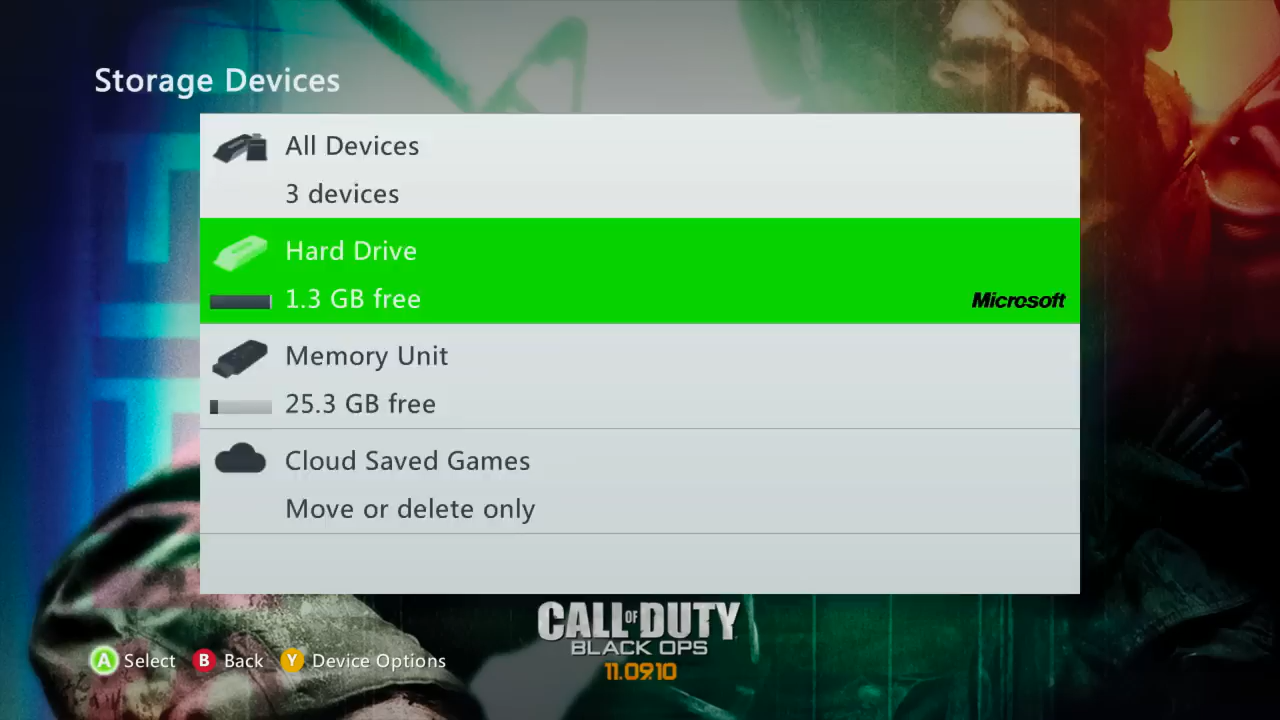 Storage Devices
All Devices
3 devices
Hard Drive
1.3 GB free
Microsoft
Memory Unit
25.3 GB free
Cloud Saved Games
Move or delete only
CALL OF DUTY
BLACK OPS
11.09.10
A Select B Back Y Device Options